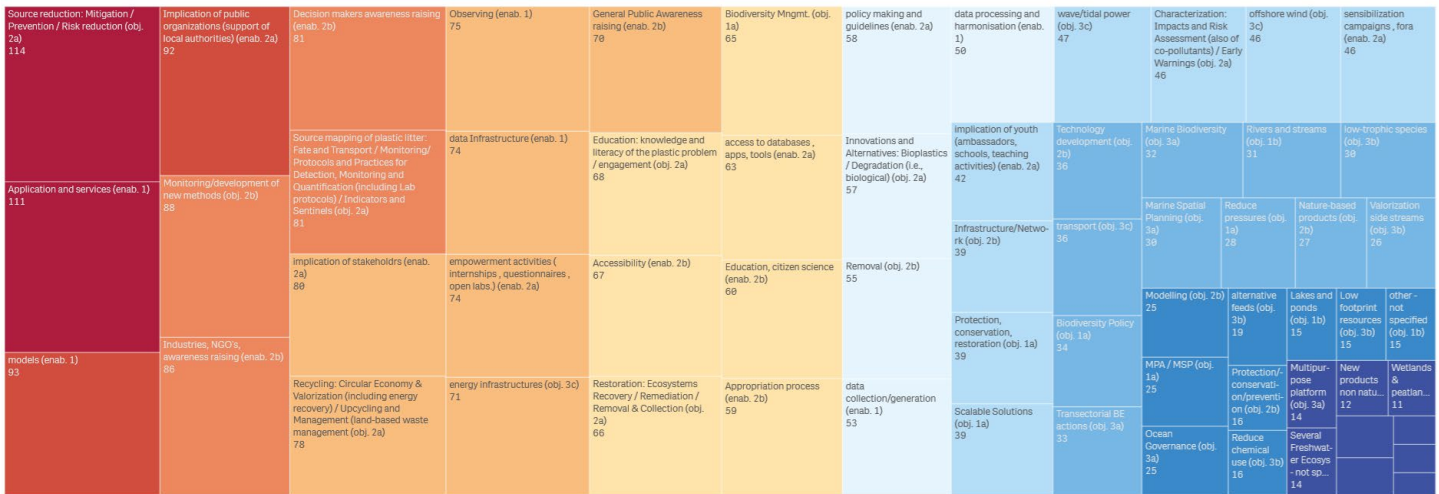 Source reduction: Mitigation /
Prevention / Risk reduction (obj.
2a)
114
Application and services (enab. 1)
111
models (enab. 1)
93
Implication of public
organizations (support of
local authorities) (enab. 2a)
92
Monitoring/development of
new methods (obj. 2b)
88
Industries, NGO's,
awareness raising (enab. 2b)
86
Decision makers awareness raising
(enab. 2b)
81
Source mapping of plastic litter:
Fate and Transport / Monitoring/
Protocols and Practices for
Detection, Monitoring and
Quantification (including Lab
protocols) / Indicators and
Sentinels (obj. 2a)
81
implication of stakeholdrs (enab.
2a)
80
Recycling: Circular Economy &
Valorization (including energy
recovery) / Upcycling and
Management (land-based waste
management (obj. 2a)
78
Observing (enab. 1)
75
data Infrastructure (enab. 1)
74
empowerment activities (
internships , questionnaires ,
open labs.) (enab. 2a)
74
energy infrastructures (obj. 3c)
71
General Public Awareness
raising (enab. 2b)
70
Education: knowledge and
literacy of the plastic problem
/ engagement (obj. 2a)
68
Accessibility (enab. 2b)
67
Restoration: Ecosystems
Recovery / Remediation /
Removal & Collection (obj.
2a)
66
Biodiversity Mngmt. (obj.
1a)
65
access to databases ,
apps, tools (enab. 2a)
63
Education, citizen science
(enab. 2b)
60
Appropriation process
(enab. 2b)
59
policy making and
guidelines (enab. 2a)
58
Innovations and
Alternatives: Bioplastics
/ Degradation (i.e.,
biological) (obj. 2a)
57
Removal (obj. 2b)
55
data
collection/generation
(enab. 1)
53
data processing and
harmonisation (enab.
1)
50
implication of youth
(ambassadors,
schools, teaching
activities) (enab. 2a)
42
Infrastructure/Netwo-
rk (obj. 2b)
39
Protection,
conservation,
restoration (obj. 1a)
39
Scalable Solutions
(obj. 1a)
39
wave/tidal power
(obj. 3c)
47
Characterization:
Impacts and Risk
Assessment (also of
co-pollutants) / Early
Warnings (obj. 2a)
46
offshore wind (obj.
3c)
46
sensibilization
campaigns , fora
(enab. 2a)
46
Technology
development (obj.
2b)
36
transport (obj. 3c)
36
Biodiversity Policy
(obj. 1a)
34
Transectorial BE
actions (obj. 3a)
33
Marine Biodiversity
(obj. 3a)
32
Rivers and streams
(obj. 1b)
31
low-trophic species
(obj. 3b)
30
Marine Spatial
Planning (obj.
3a)
30
Reduce
pressures (obj.
1a)
28
Nature-based
products (obj.
2b)
27
Valorization
side streams
(obj. 3b)
26
Modelling (obj. 2b)
25
MPA / MSP (obj.
1a)
25
Ocean
Governance (obj.
3a)
25
alternative
feeds (obj.
3b)
19
Protection/-
conservati-
on/preventi-
on (obj. 2b)
16
Reduce
chemical
use (obj. 3b)
16
Lakes and
ponds
(obj. 1b)
15
Low
footprint
resources
(obj. 3b)
15
other -
not
specified
(obj. 1b)
15
Multipur-
pose
platform
(obj. 3a)
14
Several
Freshwat-
er Ecosys
- not sp...
14
New
products
non natu...
12
Wetlands
&
peatlan...
11